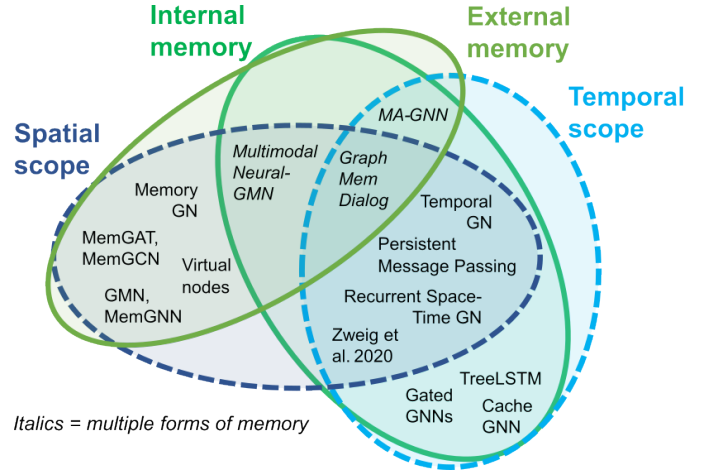 Internal
memory
External
memory
Temporal
scope
Spatial
scope
MA-GNN
Multimodal
Neural-
GMN
Graph
Mem
Dialog
Memory
GN
Temporal
GN
MemGAT,
MemGCN
Virtual
nodes
Persistent
Message Passing
GMN,
MemGNN
Recurrent Space-
Time GN
Zweig et
al. 2020
TreeLSTM
Gated
GNNs
Cache
GNN
Italics = multiple forms of memory